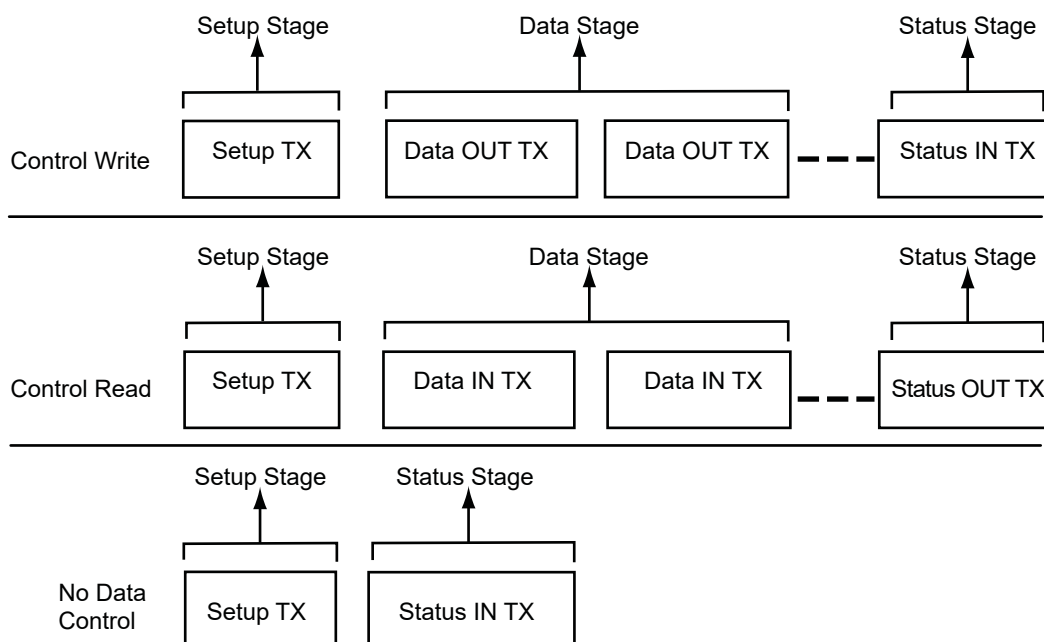 Setup Stage Data Stage Status Stage
Control Write Setup TX Data OUT TX Data OUT TX Status IN TX
Setup Stage Data Stage Status Stage
Control Read Setup TX Data IN TX Data IN TX Status OUT TX
Setup Stage Status Stage
No Data
Control Setup TX Status IN TX